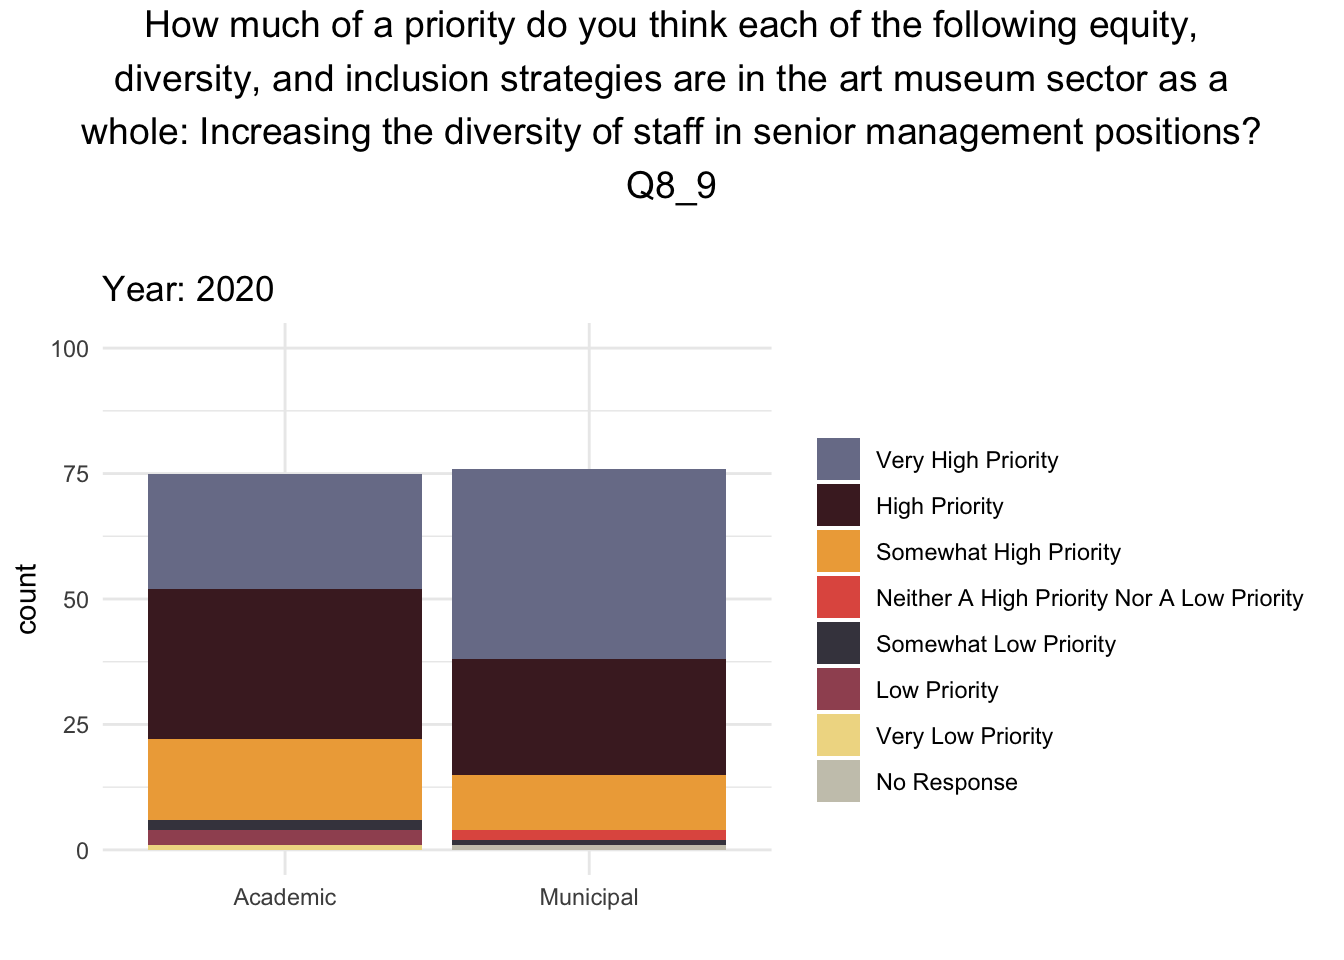 How much of a priority do you think each of the following equity,
diversity, and inclusion strategies are in the art museum sector as a
whole: Increasing the diversity of staff in senior management positions?
Q8_9
Year: 2020
100
75
50
25
0
count
Academic
Municipal
Very High Priority
High Priority
Somewhat High Priority
Neither A High Priority Nor A Low Priority
Somewhat Low Priority
Low Priority
Very Low Priority
No Response